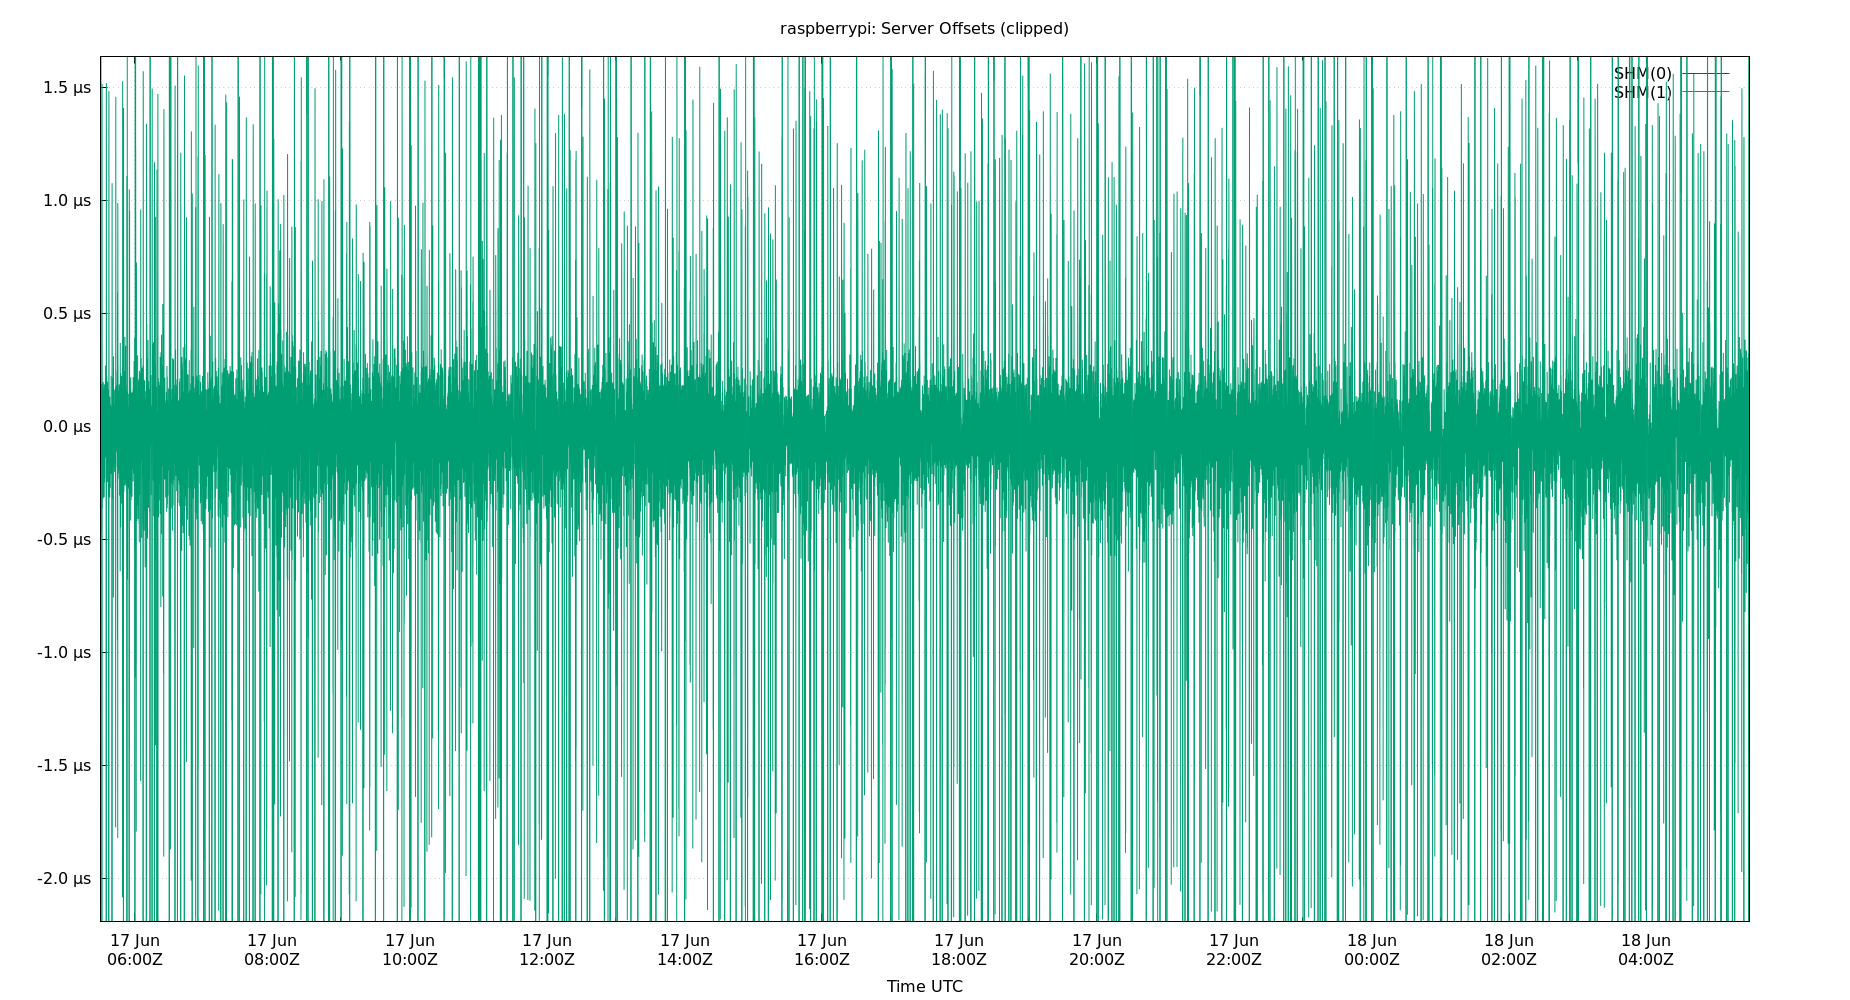 raspberrypi: Server Offsets (clipped)
SHM(0)
SHM(1)
1.5 µs
1.0 µs
0.5 µs
0.0 µs
-0.5 µs
-1.0 µs
-1.5 µs
-2.0 µs
17 Jun 17 Jun 17 Jun 17 Jun 17 Jun 17 Jun 17 Jun 17 Jun 17 Jun 18 Jun 18 Jun 18 Jun
06:00Z 08:00Z 10:00Z 12:00Z 14:00Z 16:00Z 18:00Z 20:00Z 22:00Z 00:00Z 02:00Z 04:00Z
Time UTC